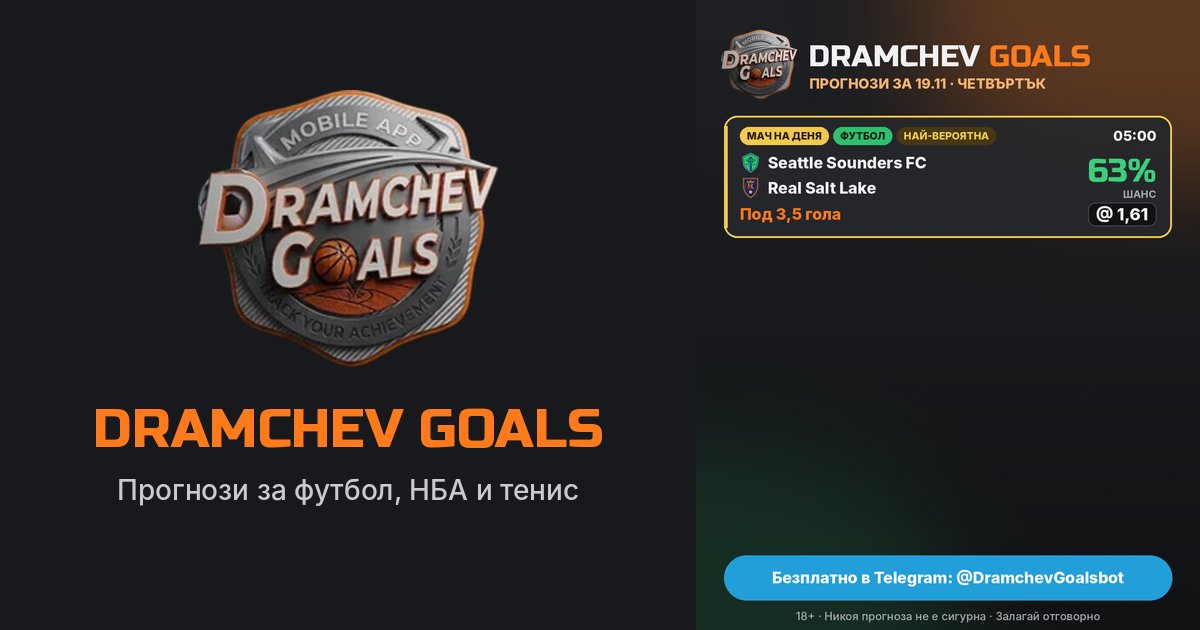 MOBILE APP
DRAMCHEV
GOALS
TRACK YOUR ACHIEVEMENT
DRAMCHEV GOALS
Прогнози за футбол, НБА и тенис
DRAMCHEV
GOALS
DRAMCHEV GOALS
ПРОГНОЗИ ЗА 19.11 · ЧЕТВЪРТЪК
МАЧ НА ДЕНЯ ФУТБОЛ НАЙ-ВЕРОЯТНА 05:00
Seattle Sounders FC 63%
Real Salt Lake ШАНС
Под 3,5 гола @ 1,61
Безплатно в Telegram: @DramchevGoalsbot
18+ · Никоя прогноза не е сигурна · Залагай отговорно